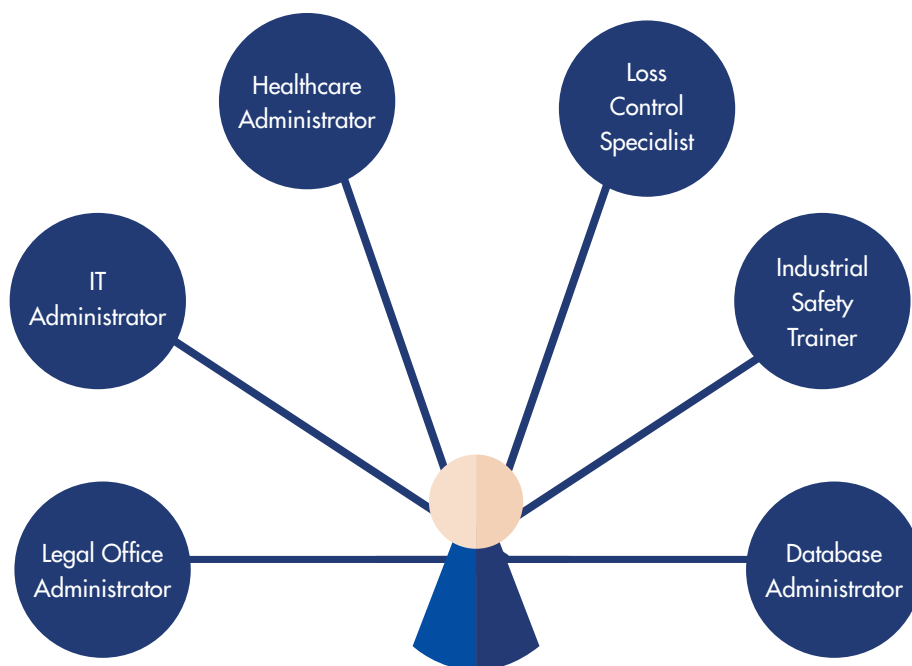 Healthcare
Administrator
Loss
Control
Specialist
IT
Administrator
Industrial
Safety
Trainer
Legal Office
Administrator
Database
Administrator